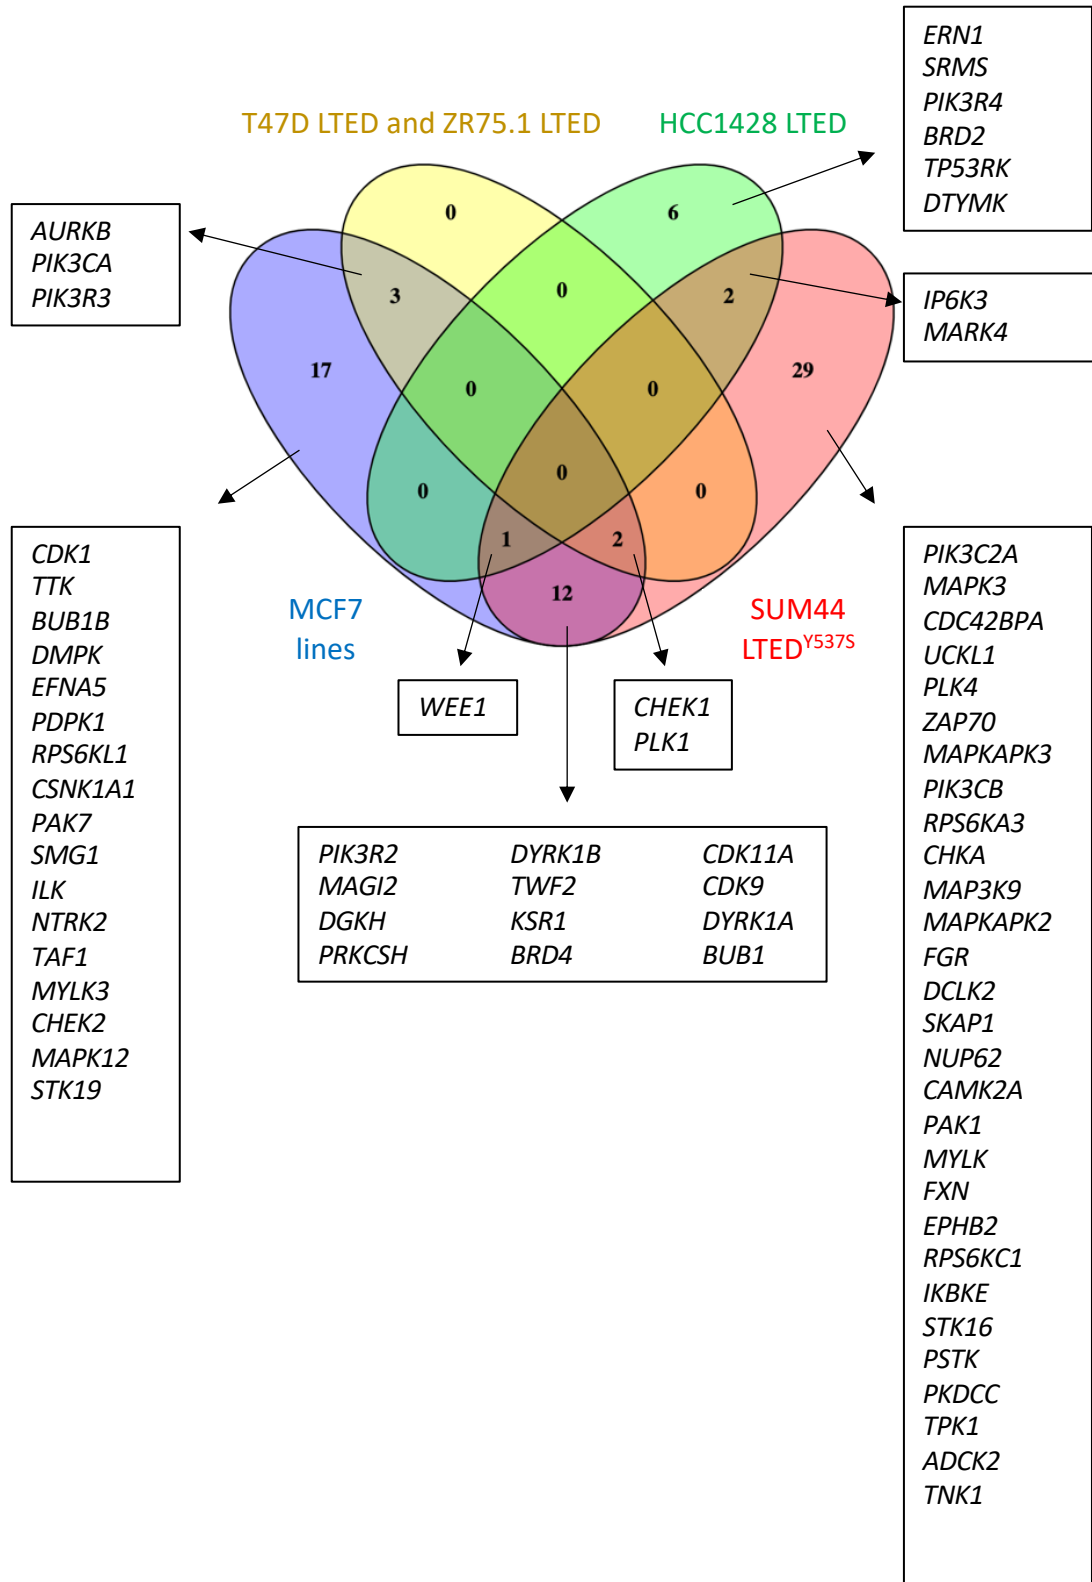 ERN1
SRMS
PIK3R4
BRD2
TP53RK
DTYMK
T47D LTED and ZR75.1 LTED
HCC1428 LTED
AURKB
PIK3CA
PIK3R3
0
6
3
0
2
IP6K3
MARK4
17
0
0
29
0
0
0
1
2
12
MCF7
lines
SUM44
LTEDY537S
WEE1
CHEK1
PLK1
CDK1
TTK
BUB1B
DMPK
EFNA5
PDPK1
RPS6KL1
CSNK1A1
PAK7
SMG1
ILK
NTRK2
TAF1
MYLK3
CHEK2
MAPK12
STK19
PIK3R2 DYRK1B CDK11A
MAGI2 TWF2 CDK9
DGKH KSR1 DYRK1A
PRKCSH BRD4 BUB1
PIK3C2A
MAPK3
CDC42BPA
UCKL1
PLK4
ZAP70
MAPKAPK3
PIK3CB
RPS6KA3
CHKA
MAP3K9
MAPKAPK2
FGR
DCLK2
SKAP1
NUP62
CAMK2A
PAK1
MYLK
FXN
EPHB2
RPS6KC1
IKBKE
STK16
PSTK
PKDCC
TPK1
ADCK2
TNK1